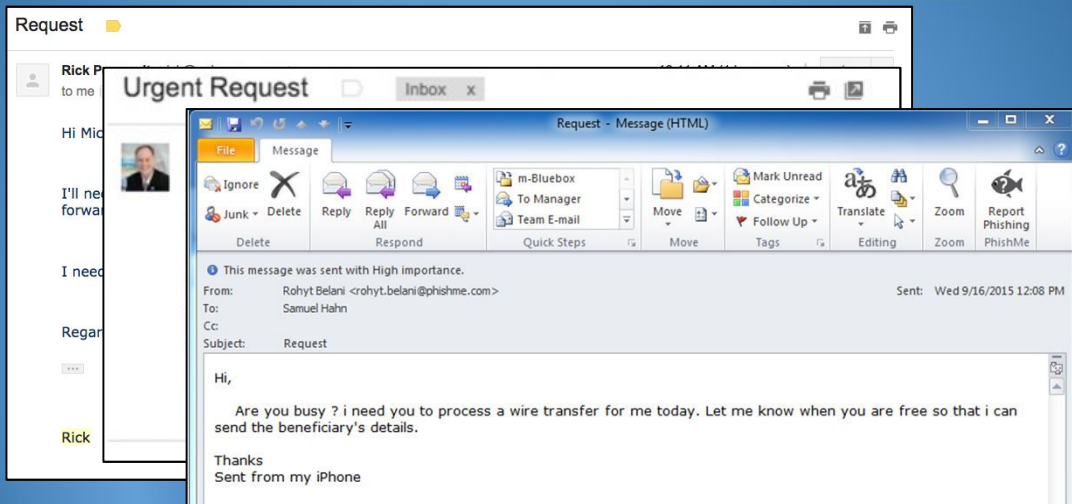 Request
Rick P
to me
Hi Mic
I'll nee
forwar
I need
Regar
Rick
Urgent Request
Inbox x
Request - Message (HTML)
File Message
Ignore
Junk
Delete
Reply
Reply All
Forward
m-Bluebox
To Manager
Team E-mail
Move
Mark Unread
Categorize
Follow Up
Translate
Zoom
Report Phishing
Delete Respond Quick Steps Move Tags Editing Zoom PhishMe
This message was sent with High importance.
From: Rohyt Belani <rohyt.belani@phishme.com> Sent: Wed 9/16/2015 12:08 PM
To: Samuel Hahn
Cc:
Subject: Request
Hi,
Are you busy ? i need you to process a wire transfer for me today. Let me know when you are free so that i can
send the beneficiary's details.
Thanks
Sent from my iPhone